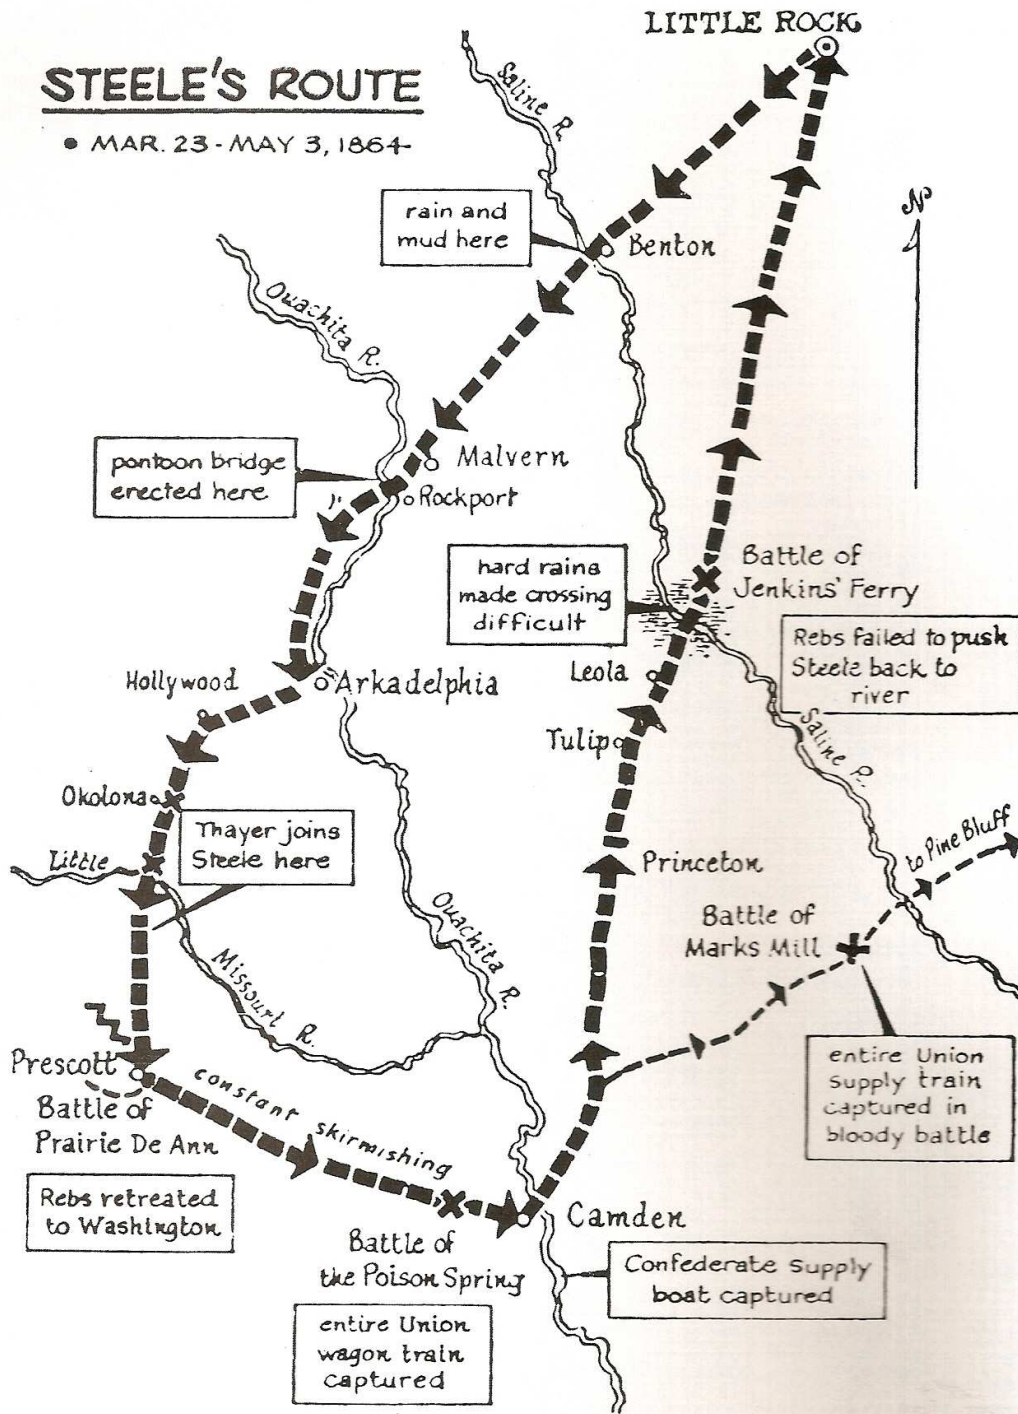 LITTLE ROCK
STEELE'S ROUTE
• MAR. 23 - MAY 3, 1864
Saline R.
N
rain and
mud here
Benton
Ouachita R.
pontoon bridge
erected here
Malvern
Rockport
hard rains
made crossing
difficult
Battle of
Jenkins' Ferry
Rebs failed to push
Steele back to
river
Leola
Hollywood
Arkadelphia
Tulip
Saline R.
Okolona
Thayer joins
Steele here
Little
Missouri R.
Ouachita R.
Princeton
to Pine Bluff
Battle of
Marks Mill
entire Union
supply train
captured in
bloody battle
Prescott
Battle of
Prairie De Ann
constant skirmishing
Rebs retreated
to Washington
Camden
Battle of
the Poison Spring
Confederate supply
boat captured
entire Union
wagon train
captured